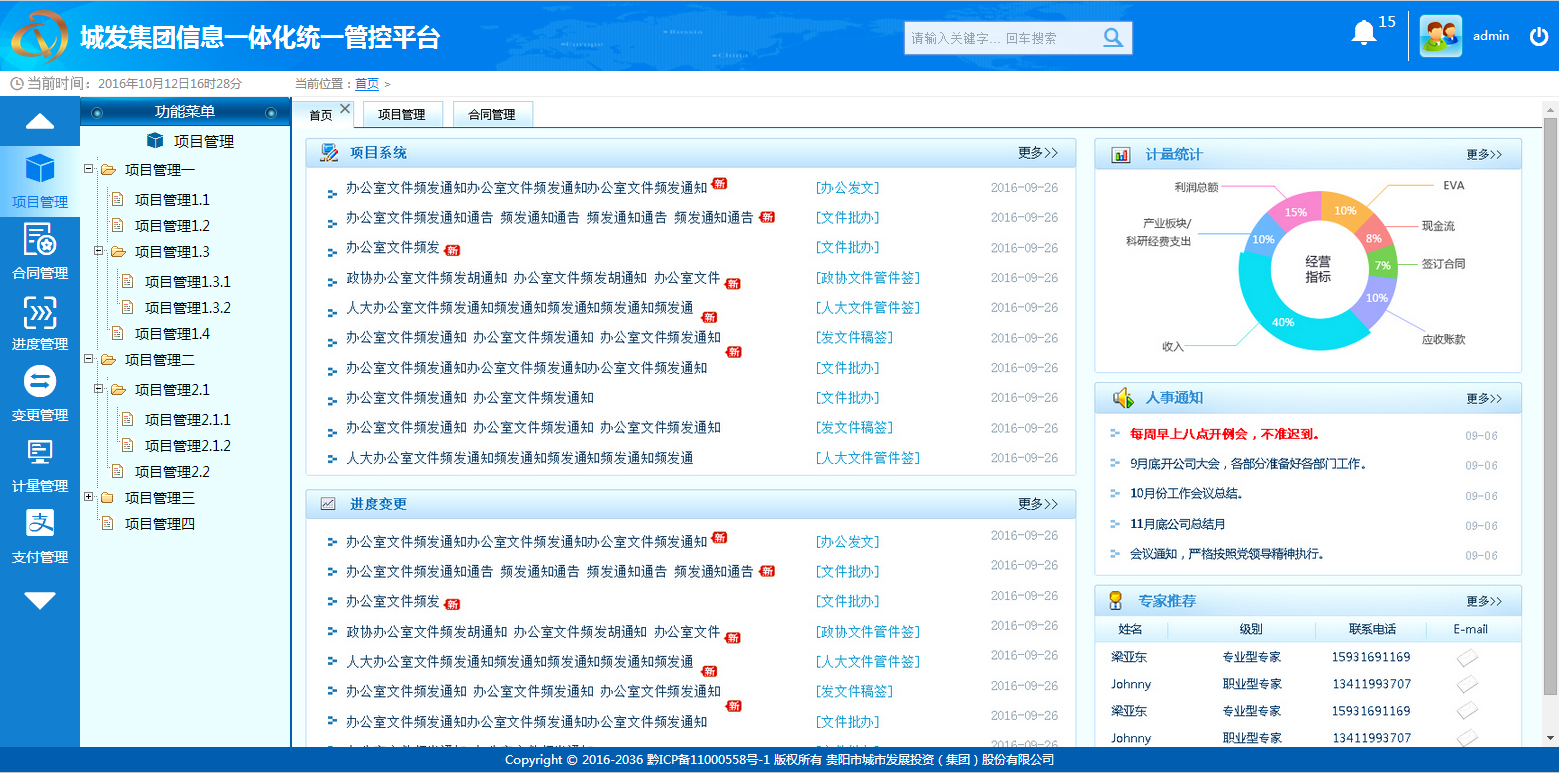 城发集团信息一体化统一管控平台
请输入关键字... 回车搜索
15
admin
当前时间：2016年10月12日16时28分
当前位置：首页 >
功能菜单
项目管理
项目管理一
项目管理1.1
项目管理1.2
项目管理1.3
项目管理1.3.1
项目管理1.3.2
项目管理1.4
项目管理二
项目管理2.1
项目管理2.1.1
项目管理2.1.2
项目管理2.2
项目管理三
项目管理四
项目管理
合同管理
进度管理
变更管理
计量管理
支
支付管理
首页 项目管理 合同管理
项目系统 更多>>
办公室文件频发通知办公室文件频发通知办公室文件频发通知 新 [办公发文] 2016-09-26
办公室文件频发通知通告 频发通知通告 频发通知通告 频发通知通告 新 [文件批办] 2016-09-26
办公室文件频发 新 [文件批办] 2016-09-26
政协办公室文件频发胡通知 办公室文件频发胡通知 办公室文件 新 [政协文件管件签] 2016-09-26
人大办公室文件频发通知频发通知频发通知频发通知频发通 新 [人大文件管件签] 2016-09-26
办公室文件频发通知 办公室文件频发通知 办公室文件频发通知 新 [发文件稿签] 2016-09-26
办公室文件频发通知办公室文件频发通知办公室文件频发通知 [文件批办] 2016-09-26
办公室文件频发通知 办公室文件频发通知 [文件批办] 2016-09-26
办公室文件频发通知 办公室文件频发通知 办公室文件频发通知 [发文件稿签] 2016-09-26
人大办公室文件频发通知频发通知频发通知频发通知频发通 [人大文件管件签] 2016-09-26
进度变更 更多>>
办公室文件频发通知办公室文件频发通知办公室文件频发通知 新 [办公发文] 2016-09-26
办公室文件频发通知通告 频发通知通告 频发通知通告 频发通知通告 新 [文件批办] 2016-09-26
办公室文件频发 新 [文件批办] 2016-09-26
政协办公室文件频发胡通知 办公室文件频发胡通知 办公室文件 新 [政协文件管件签] 2016-09-26
人大办公室文件频发通知频发通知频发通知频发通知频发通 新 [人大文件管件签] 2016-09-26
办公室文件频发通知 办公室文件频发通知 办公室文件频发通知 新 [发文件稿签] 2016-09-26
办公室文件频发通知办公室文件频发通知办公室文件频发通知 [文件批办] 2016-09-26
2016-09-26
计量统计 更多>>
利润总额
EVA
产业板块/
科研经费支出
现金流
签订合同
应收账款
收入
15%
10%
8%
7%
10%
40%
10%
经营
指标
人事通知 更多>>
每周早上八点开例会，不准迟到。 09-06
9月底开公司大会，各部分准备好各部门工作。 09-06
10月份工作会议总结。 09-06
11月底公司总结月 09-06
会议通知，严格按照党领导精神执行。 09-06
专家推荐 更多>>
姓名 级别 联系电话 E-mail
梁亚东 专业型专家 15931691169
Johnny 职业型专家 13411993707
梁亚东 专业型专家 15931691169
Johnny 职业型专家 13411993707
Copyright © 2016-2036 黔ICP备11000558号-1 版权所有 贵阳市城市发展投资（集团）股份有限公司